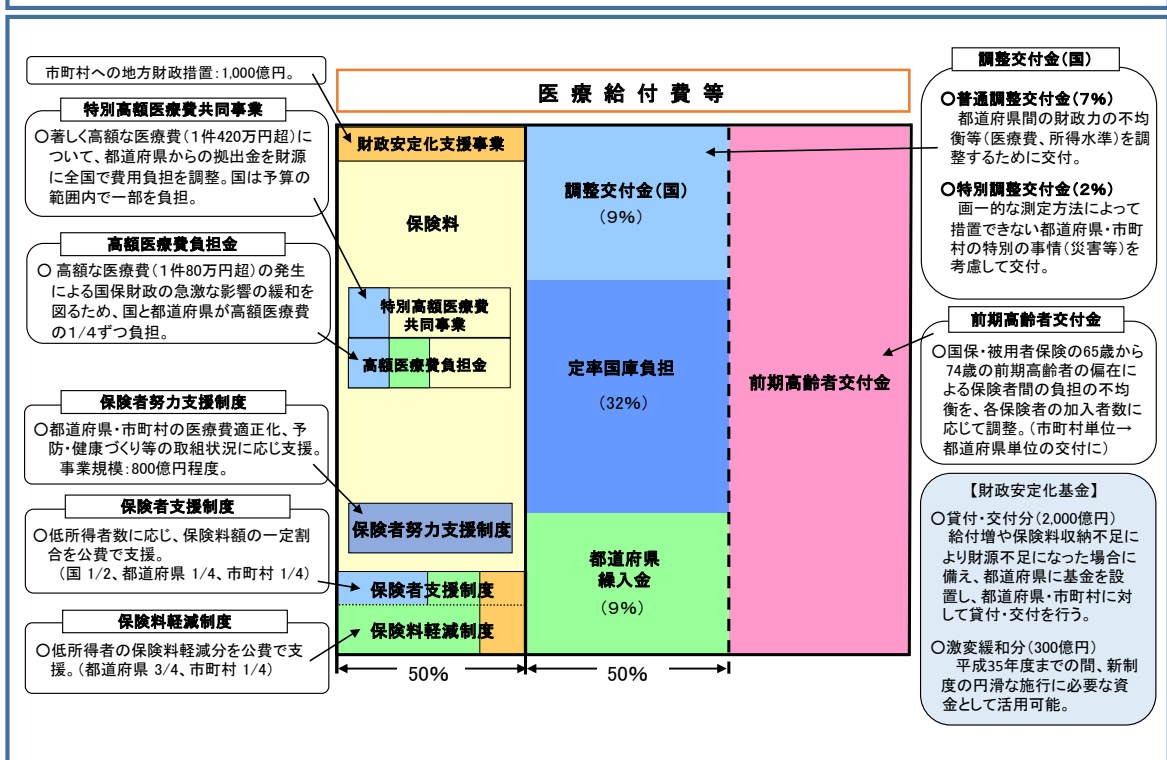 市町村への地方財政措置:1,000億円。
特別高額医療費共同事業
○著しく高額な医療費(1件420万円超)に
ついて、都道府県からの拠出金を財源
に全国で費用負担を調整。国は予算の
範囲内で一部を負担。
高額医療費負担金
○ 高額な医療費(1件80万円超)の発生
による国保財政の急激な影響の緩和を
図るため、国と都道府県が高額医療費
の1/4ずつ負担。
保険者努力支援制度
○都道府県・市町村の医療費適正化、予
防・健康づくり等の取組状況に応じ支援。
事業規模:800億円程度。
保険者支援制度
○低所得者数に応じ、保険料額の一定割
合を公費で支援。
(国 1/2、都道府県 1/4、市町村 1/4)
保険料軽減制度
○低所得者の保険料軽減分を公費で支
援。(都道府県 3/4、市町村 1/4)
医療給付費等
財政安定化支援事業
保険料
特別高額医療費
共同事業
高額医療費負担金
保険者努力支援制度
保険者支援制度
保険料軽減制度
50%
調整交付金(国)
(9%)
定率国庫負担
(32%)
都道府県
繰入金
(9%)
50%
前期高齢者交付金
調整交付金(国)
○普通調整交付金(7%)
都道府県間の財政力の不均
衡等(医療費、所得水準)を調
整するために交付。
○特別調整交付金(2%)
画一的な測定方法によって
措置できない都道府県・市町
村の特別の事情(災害等)を
考慮して交付。
前期高齢者交付金
○国保・被用者保険の65歳から
74歳の前期高齢者の偏在に
よる保険者間の負担の不均
衡を、各保険者の加入者数に
応じて調整。(市町村単位→
都道府県単位の交付に)
【財政安定化基金】
○貸付・交付分(2,000億円)
給付増や保険料収納不足に
より財源不足になった場合に
備え、都道府県に基金を設
置し、都道府県・市町村に対
して貸付・交付を行う。
○激変緩和分(300億円)
平成35年度までの間、新制
度の円滑な施行に必要な資
金として活用可能。